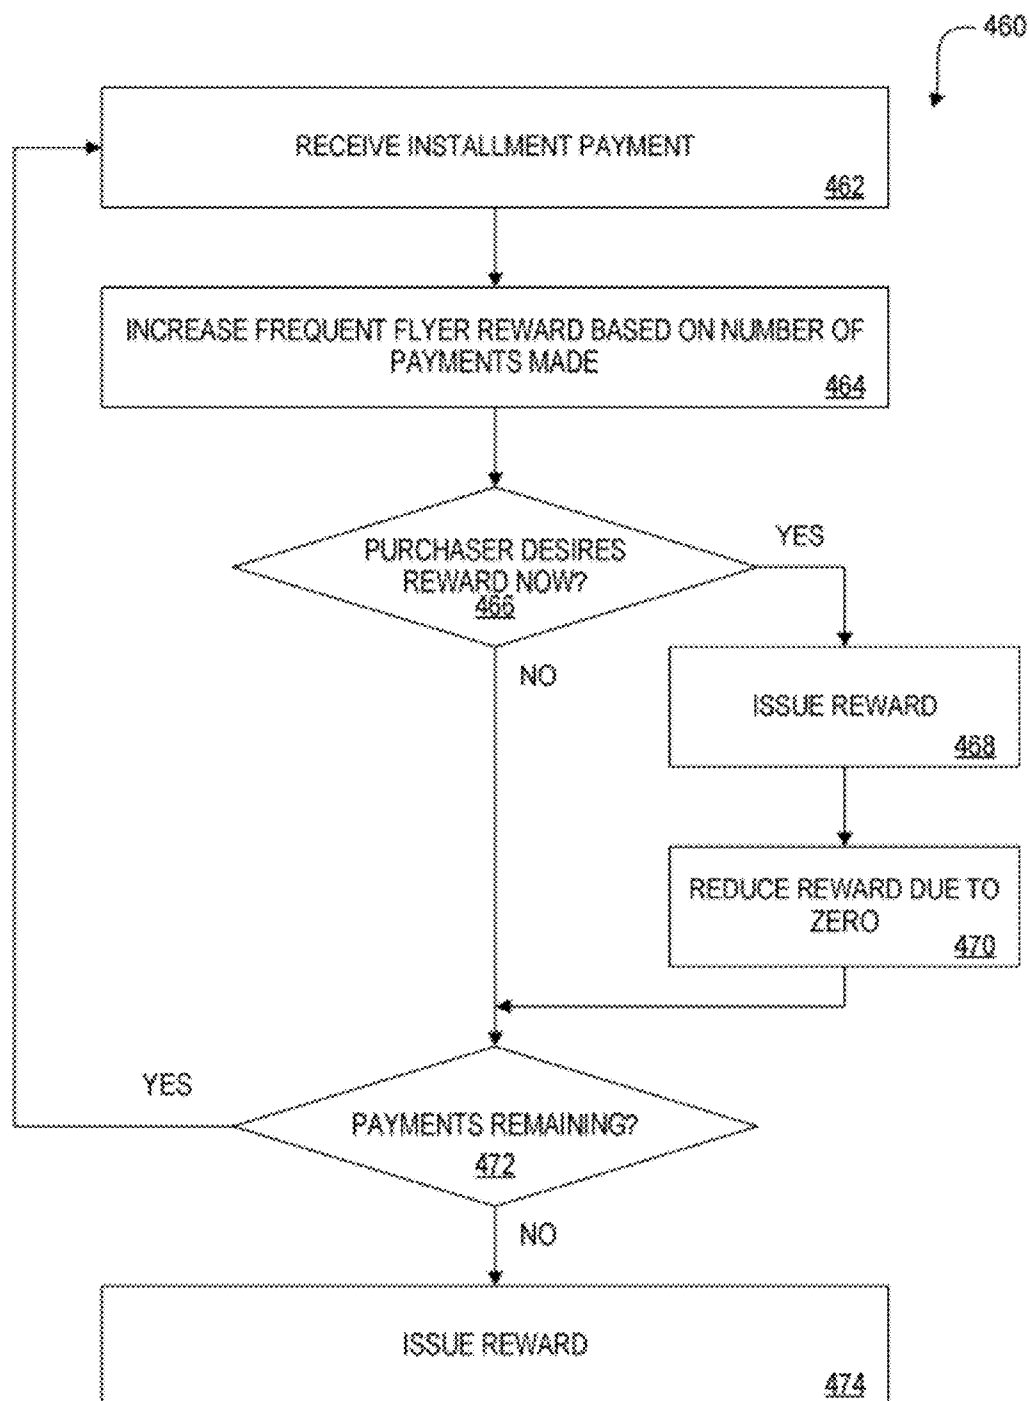 460
RECEIVE INSTALLMENT PAYMENT
462
INCREASE FREQUENT FLYER REWARD BASED ON NUMBER OF
PAYMENTS MADE
464
PURCHASER DESIRES
REWARD NOW?
466
YES
NO
ISSUE REWARD
468
REDUCE REWARD DUE TO
ZERO
470
YES
PAYMENTS REMAINING?
472
NO
ISSUE REWARD
474